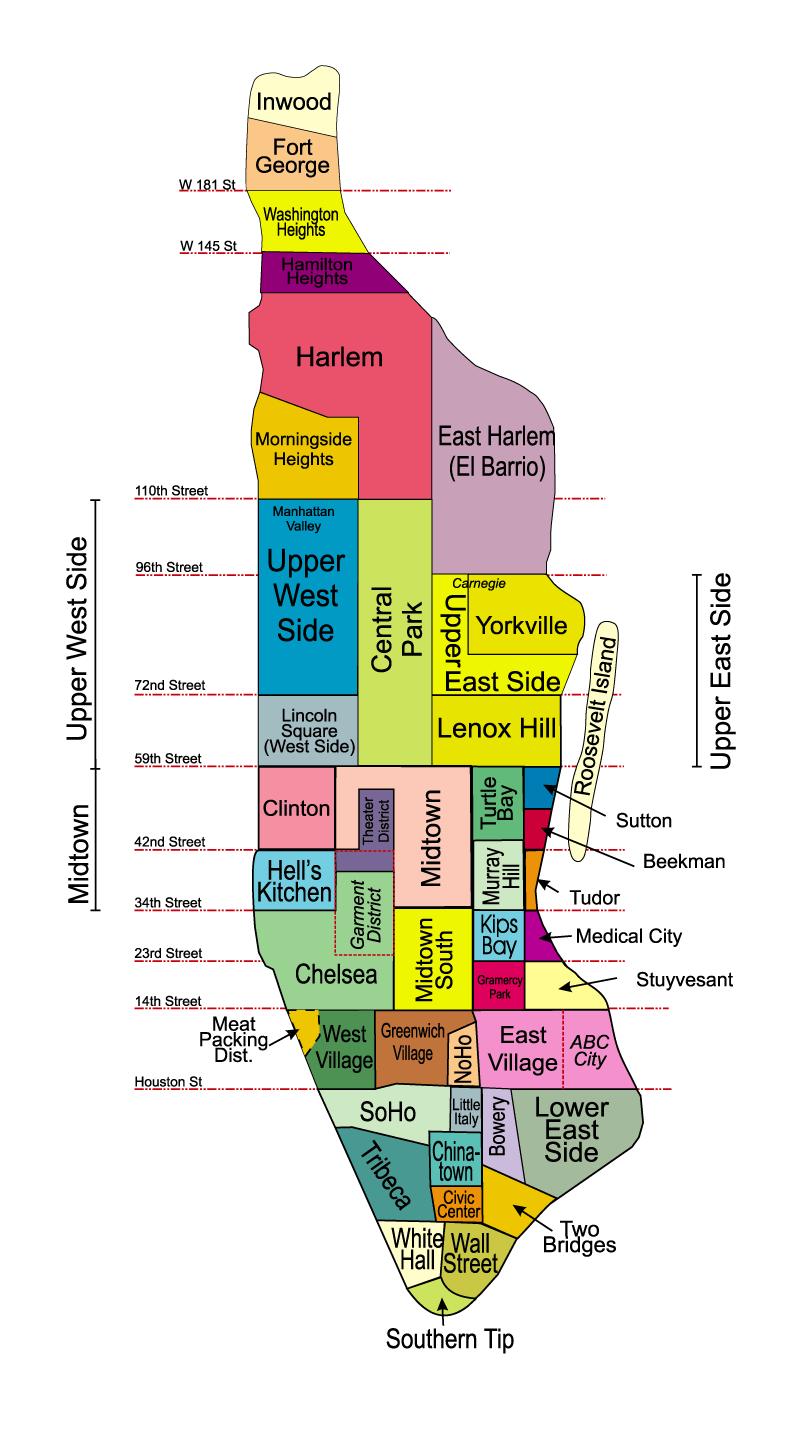 Inwood
Fort
George
W 181 St
Washington
Heights
W 145 St
Hamilton
Heights
Harlem
East Harlem
(El Barrio)
Morningside
Heights
110th Street
Manhattan
Valley
Upper
West
Side
Central
Park
96th Street
Carnegie
Upper
East Side
Yorkville
Upper West Side
Upper East Side
Roosevelt Island
72nd Street
Lincoln
Square
(West Side)
Lenox Hill
59th Street
Midtown
Clinton
Theater
District
Midtown
Turtle
Bay
Sutton
Beekman
42nd Street
Hell's
Kitchen
Murray
Hill
Tudor
34th Street
Garment
District
Chelsea
Midtown
South
Kips
Bay
Medical City
23rd Street
Gramercy
Park
Stuyvesant
14th Street
Meat
Packing
Dist.
West
Village
Greenwich
Village
NoHo
East
Village
ABC
City
Houston St
SoHo
Little
Italy
Bowery
Lower
East
Side
Tribeca
China-
town
Civic
Center
Two
Bridges
White
Hall
Wall
Street
Southern Tip